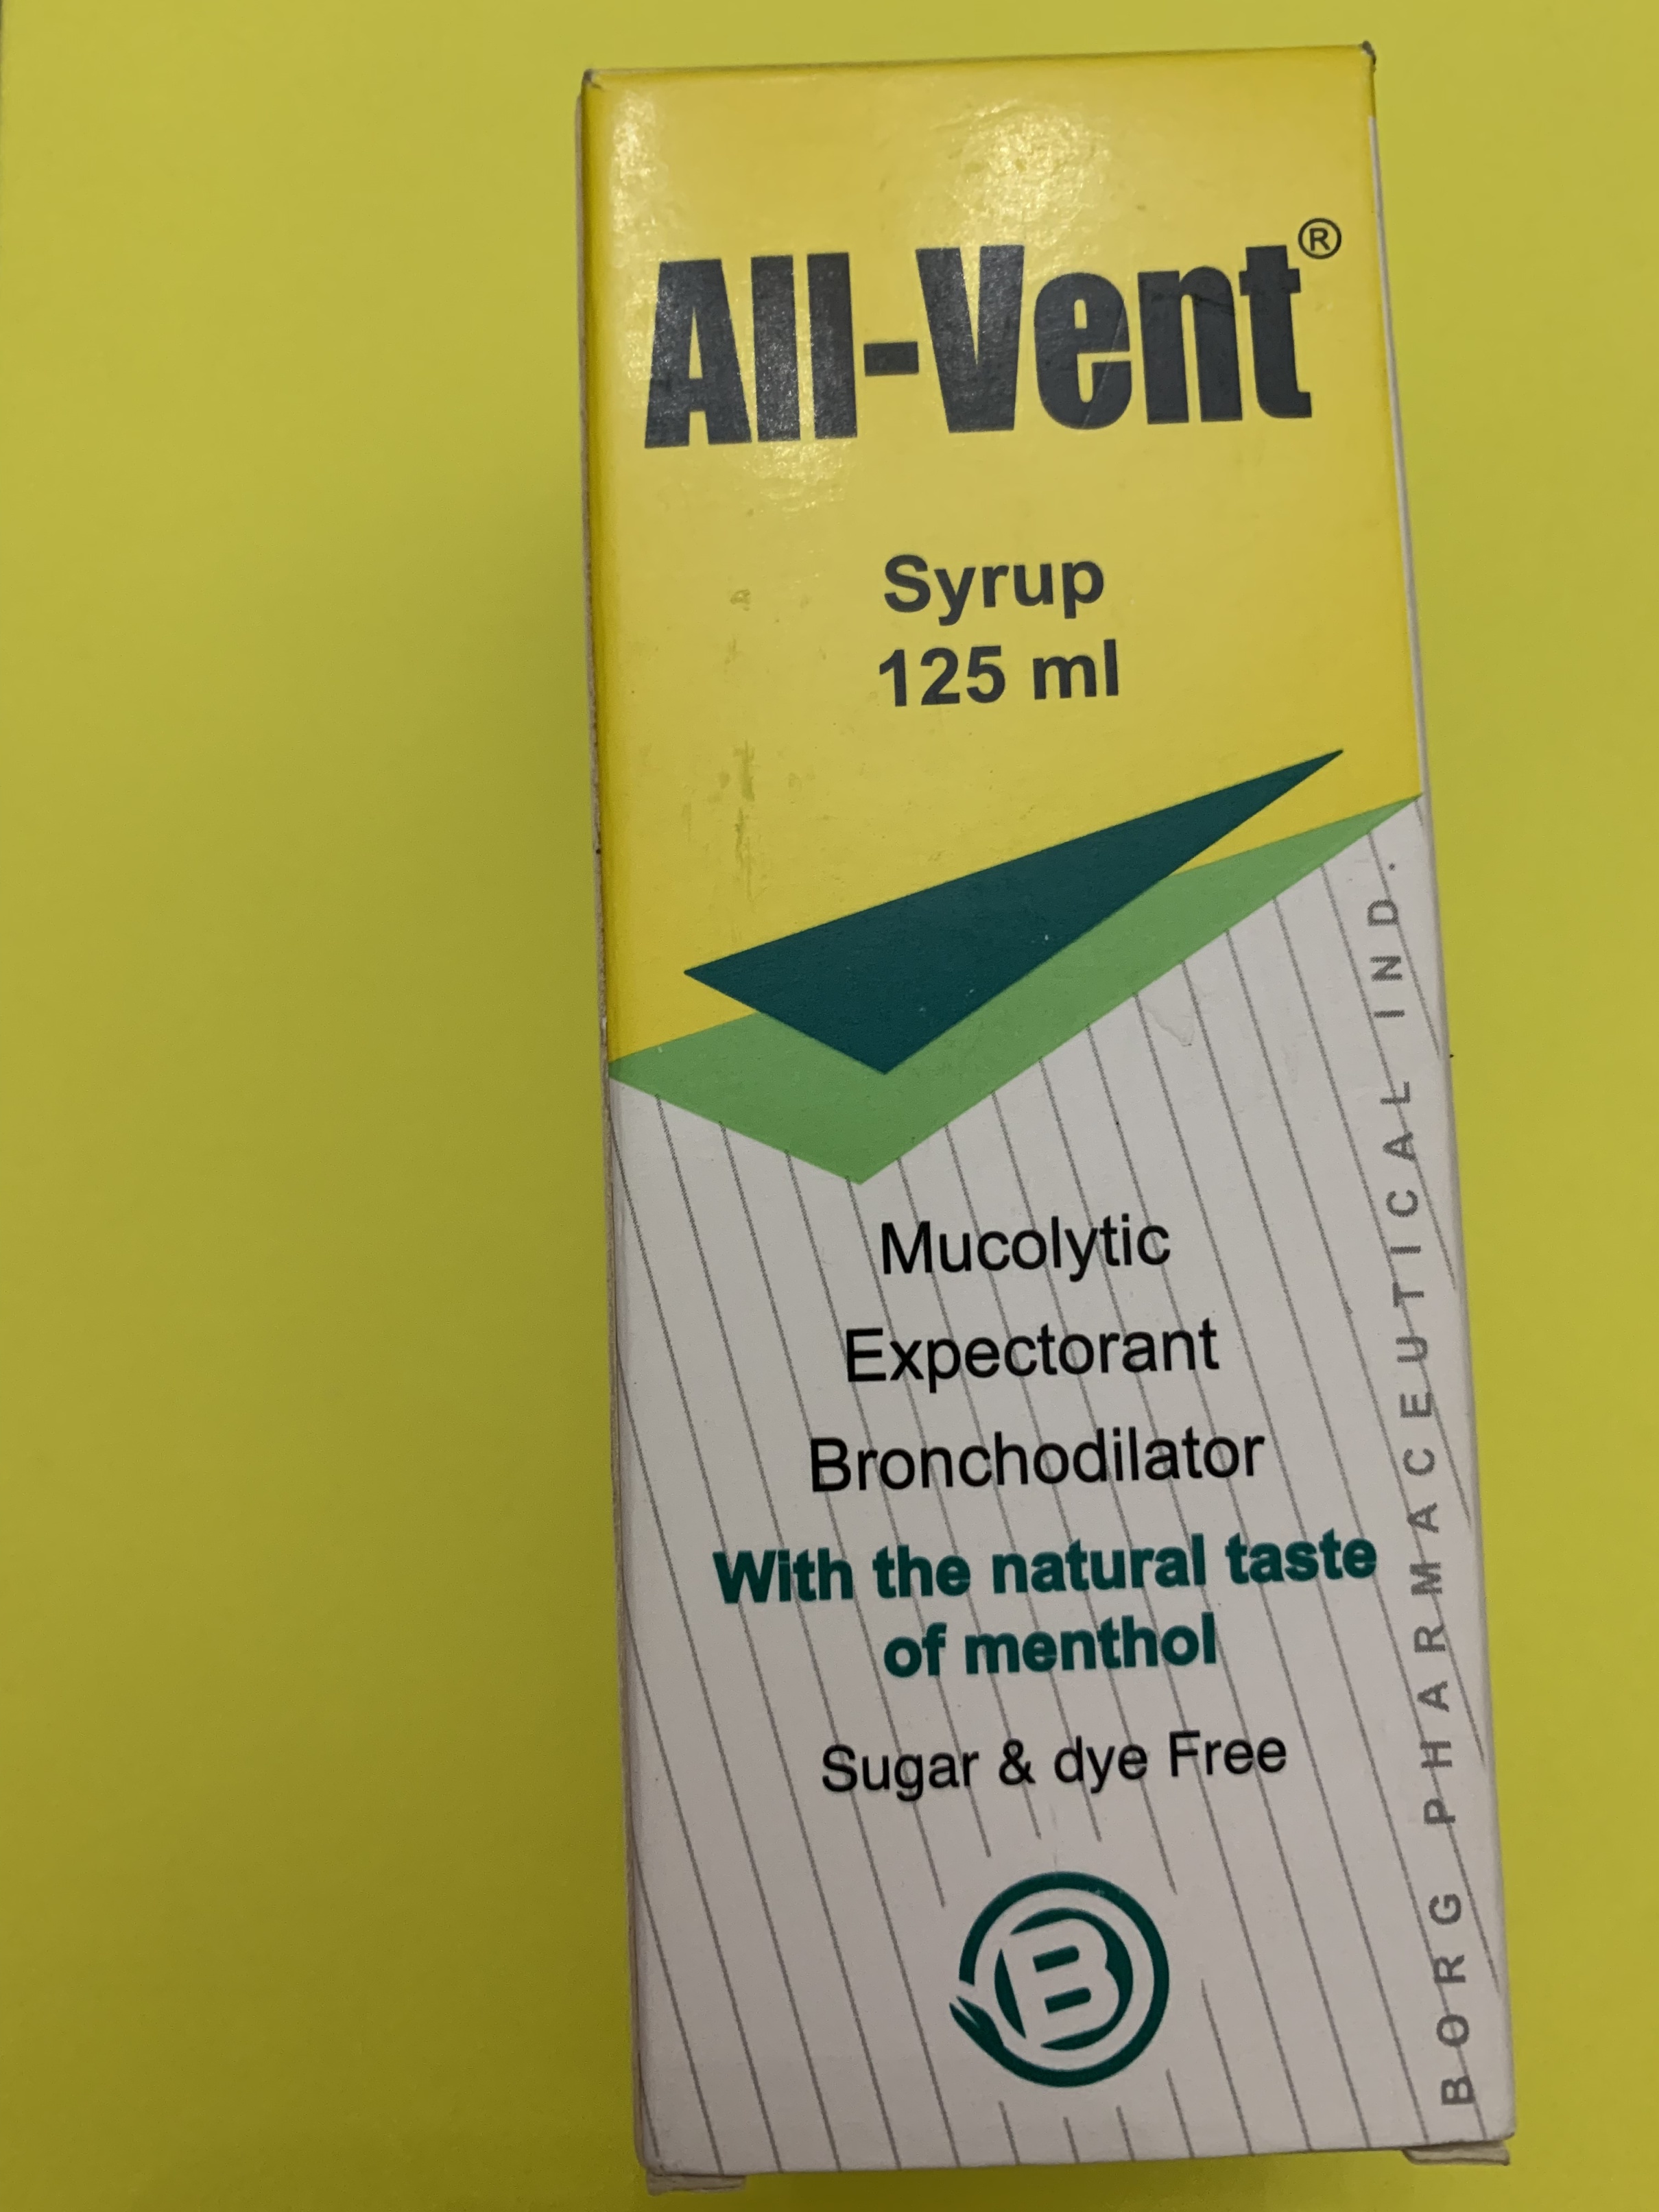 All-Vent®
Syrup
125 ml
Mucolytic
Expectorant
Bronchodilator
With the natural taste
of menthol
Sugar & dye Free
B
BORG PHARMACEUTICAL IND.